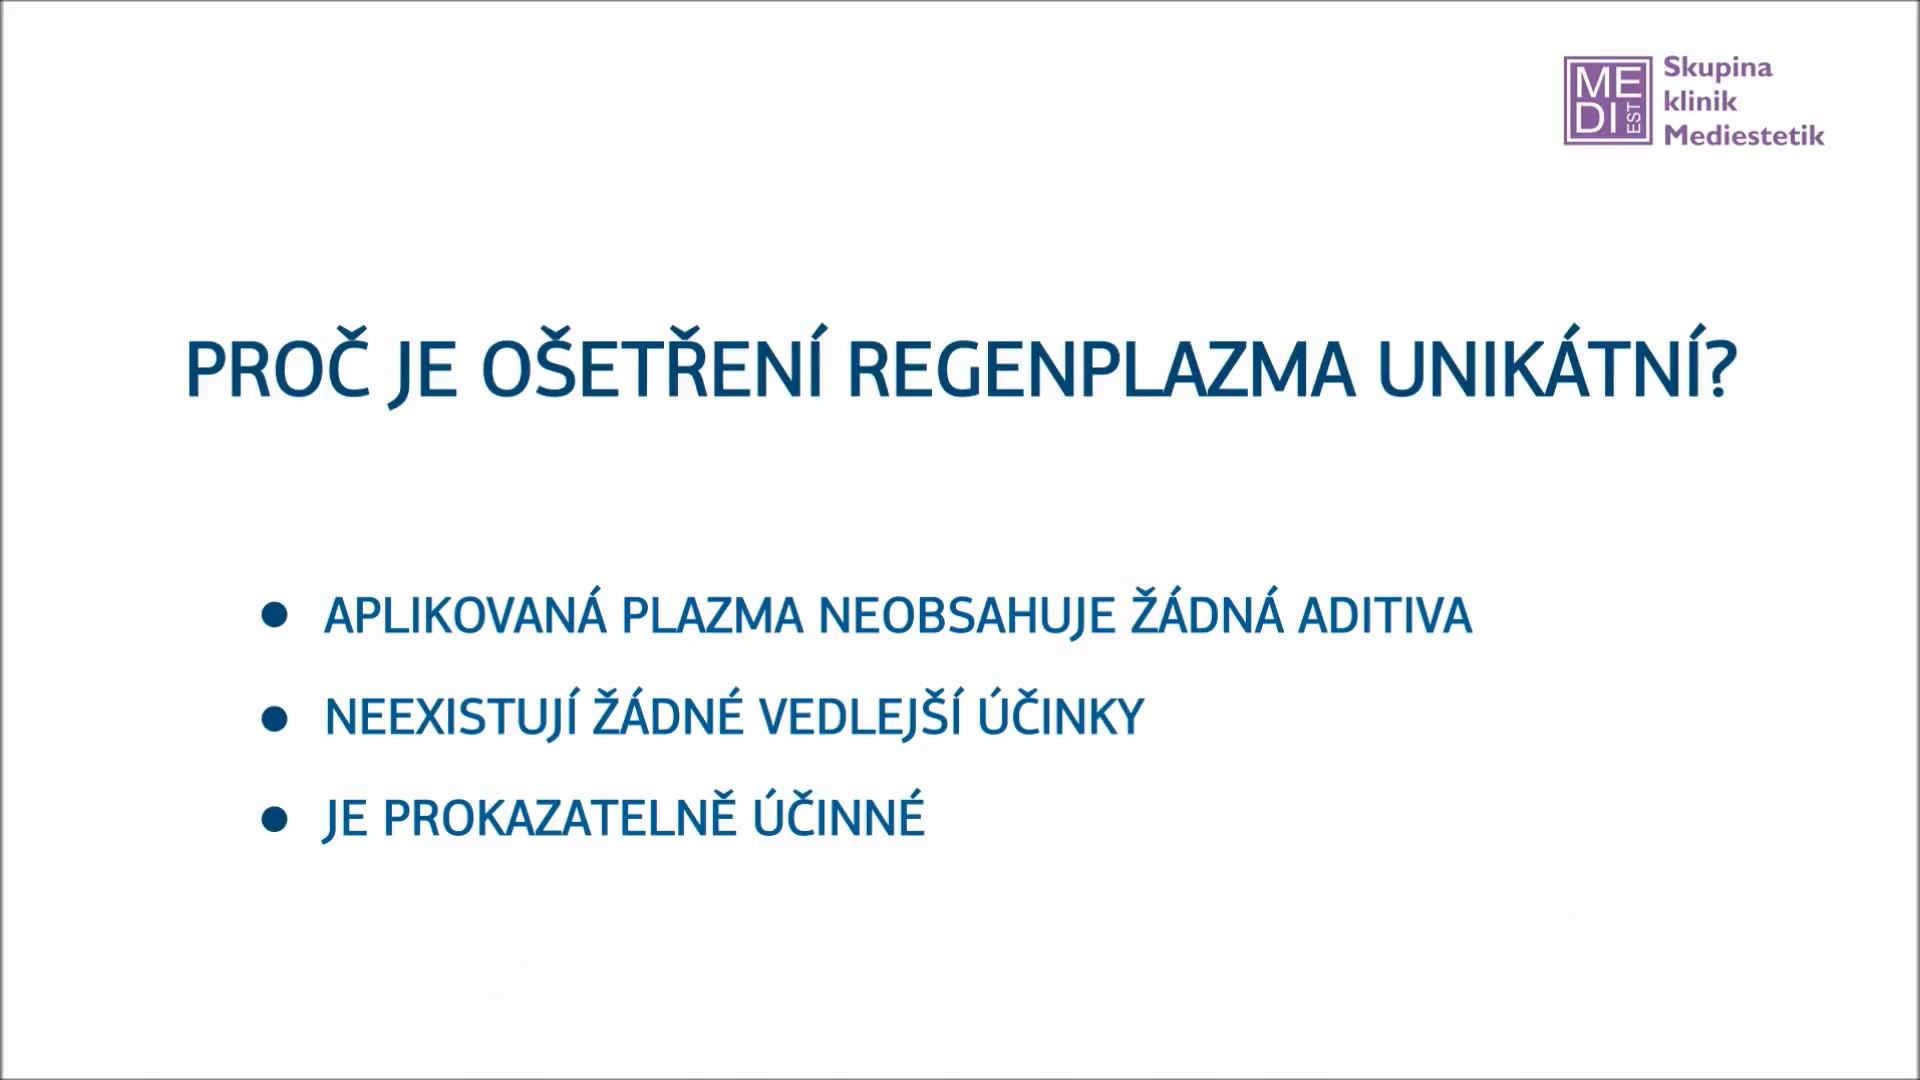 ME
DI EST
Skupina
klinik
Mediestetik
PROČ JE OŠETŘENÍ REGENPLAZMA UNIKÁTNÍ?
● APLIKOVANÁ PLAZMA NEOBSAHUJE ŽÁDNÁ ADITIVA
● NEEXISTUJÍ ŽÁDNÉ VEDLEJŠÍ ÚČINKY
● JE PROKAZATELNĚ ÚČINNÉ